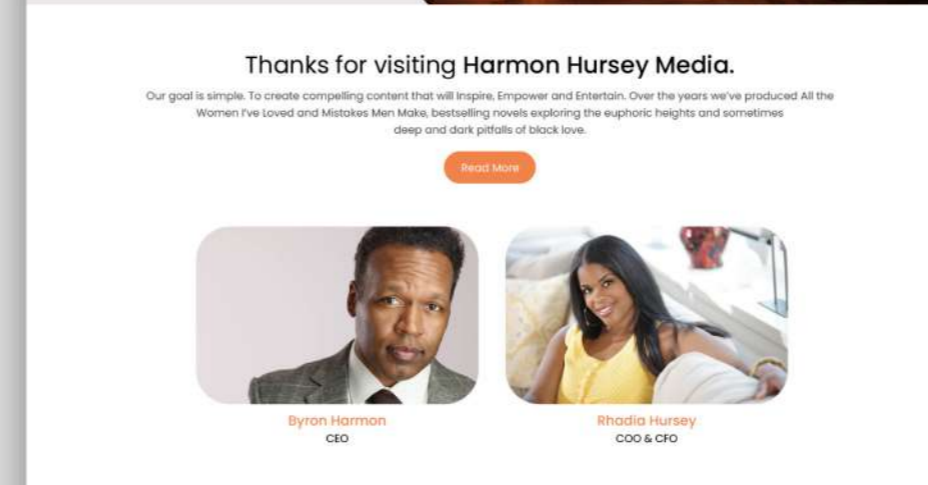 Thanks for visiting Harmon Hursey Media.
Our goal is simple. To create compelling content that will Inspire, Empower and Entertain. Over the years we've produced All the
Women I've Loved and Mistakes Men Make, bestselling novels exploring the euphoric heights and sometimes
deep and dark pitfalls of black love.
Read More
Byron Harmon
CEO
Rhadia Hursey
COO & CFO